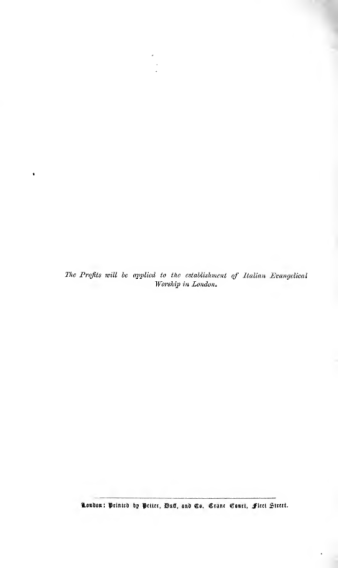 The Profits will be applied to the establishment of Italian Evangelical
Worship in London.
London: Printed by Petter, Duff, and Co. Crane Court, Fleet Street.